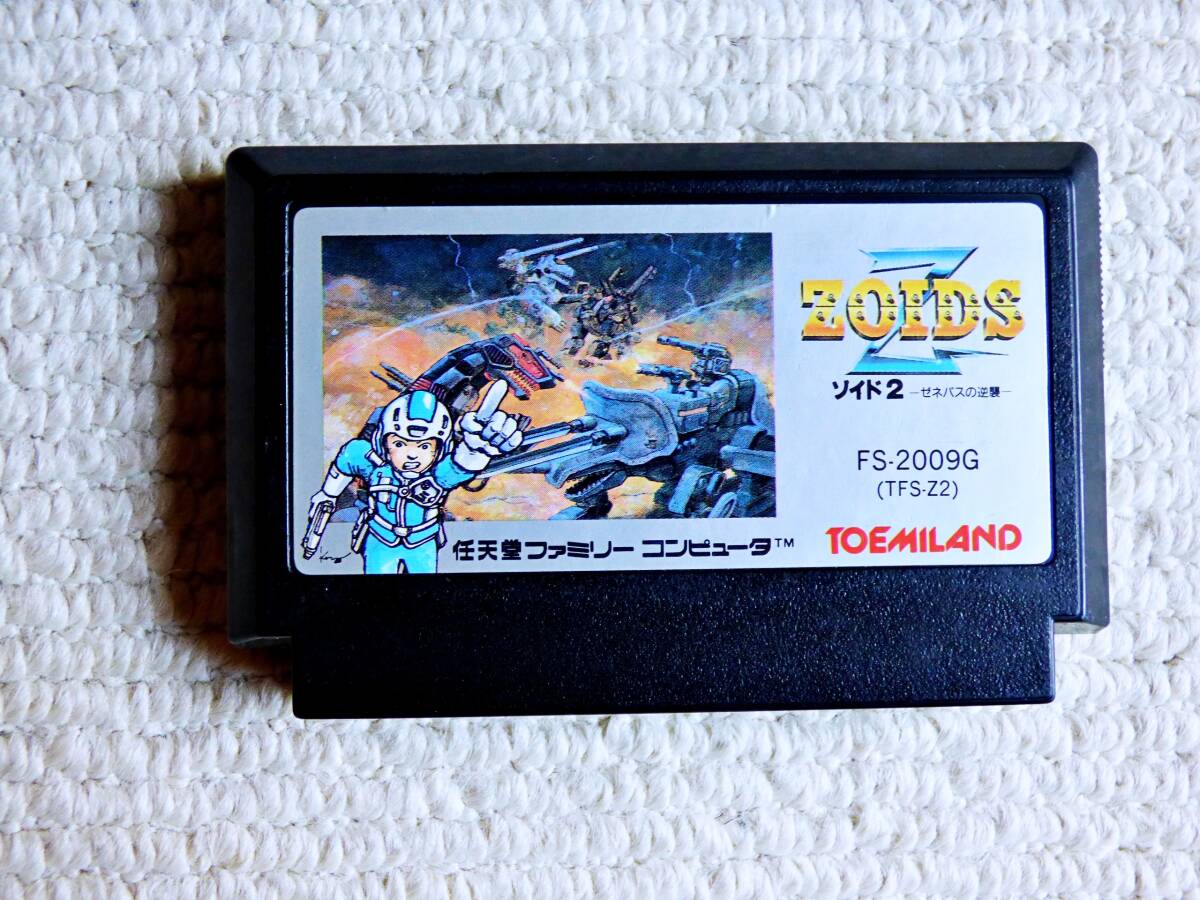 ZOIDS
ゾイド2 ―ゼネバスの逆襲―
FS-2009G
(TFS-Z2)
任天堂ファミリーコンピュータ™
TOEMILAND